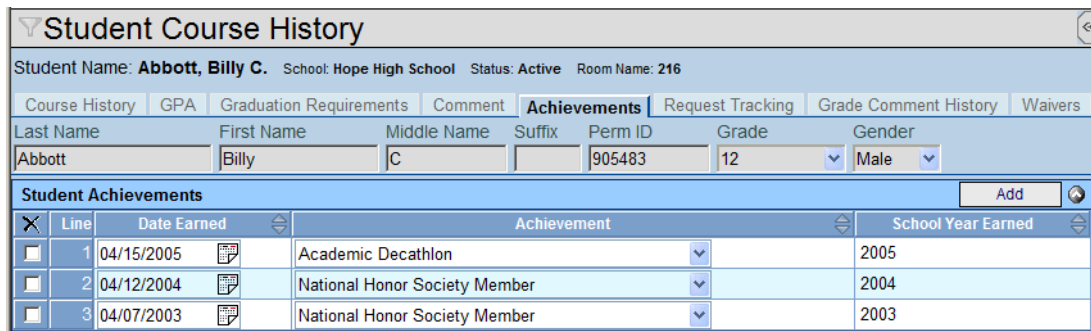 Student Course History
Student Name: Abbott, Billy C. School: Hope High School Status: Active Room Name: 216
Course History GPA Graduation Requirements Comment Achievements Request Tracking Grade Comment History Waivers
Last Name First Name Middle Name Suffix Perm ID Grade Gender
Abbott Billy C 905483 12 Male
Student Achievements Add
X Line Date Earned Achievement School Year Earned
1 04/15/2005 Academic Decathlon 2005
2 04/12/2004 National Honor Society Member 2004
3 04/07/2003 National Honor Society Member 2003